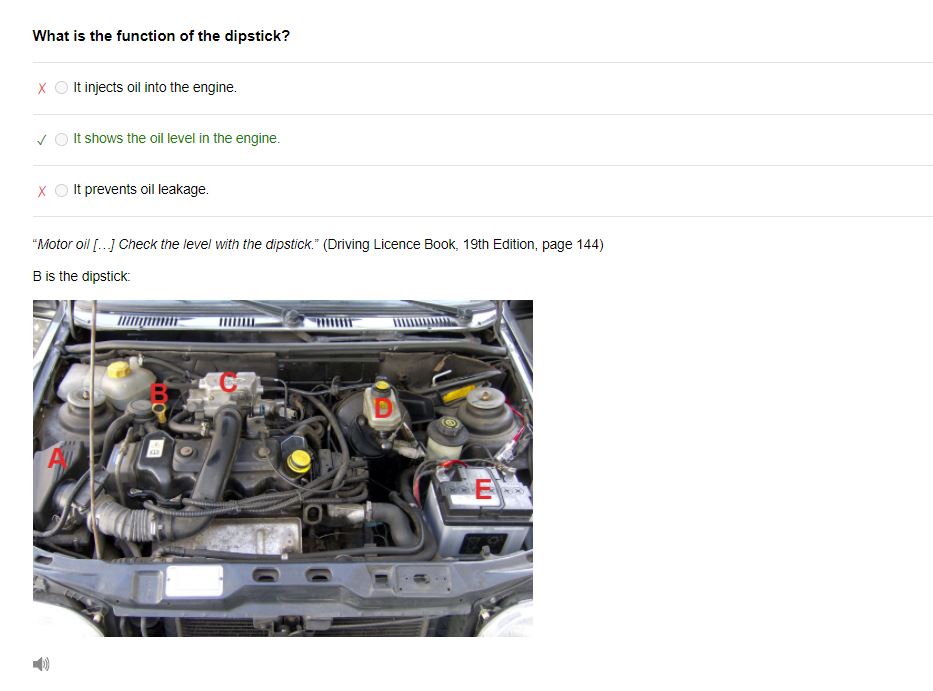 What is the function of the dipstick?
✗ It injects oil into the engine.
✓ It shows the oil level in the engine.
✗ It prevents oil leakage.
“Motor oil […] Check the level with the dipstick.” (Driving Licence Book, 19th Edition, page 144)
B is the dipstick:
B
C
D
A
E